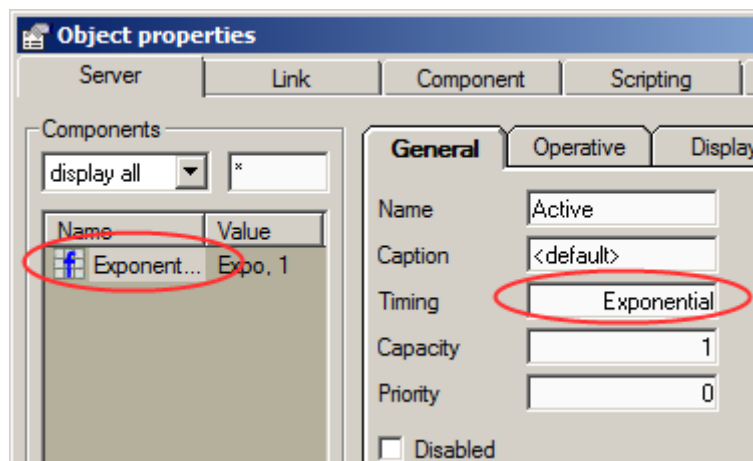 Object properties
Server Link Component Scripting
Components
display all *
Name Value
Exponent... Expo, 1
General Operative Display
Name Active
Caption <default>
Timing Exponential
Capacity 1
Priority 0
Disabled